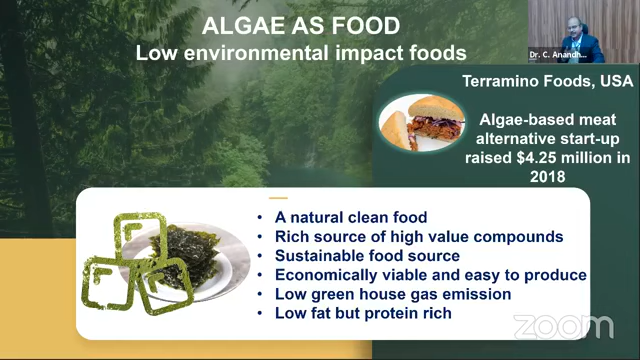 ALGAE AS FOOD
Low environmental impact foods
Dr. C. Anandh...
Terramino Foods, USA
Algae-based meat
alternative start-up
raised $4.25 million in
2018
• A natural clean food
• Rich source of high value compounds
• Sustainable food source
• Economically viable and easy to produce
• Low green house gas emission
• Low fat but protein rich
zoom